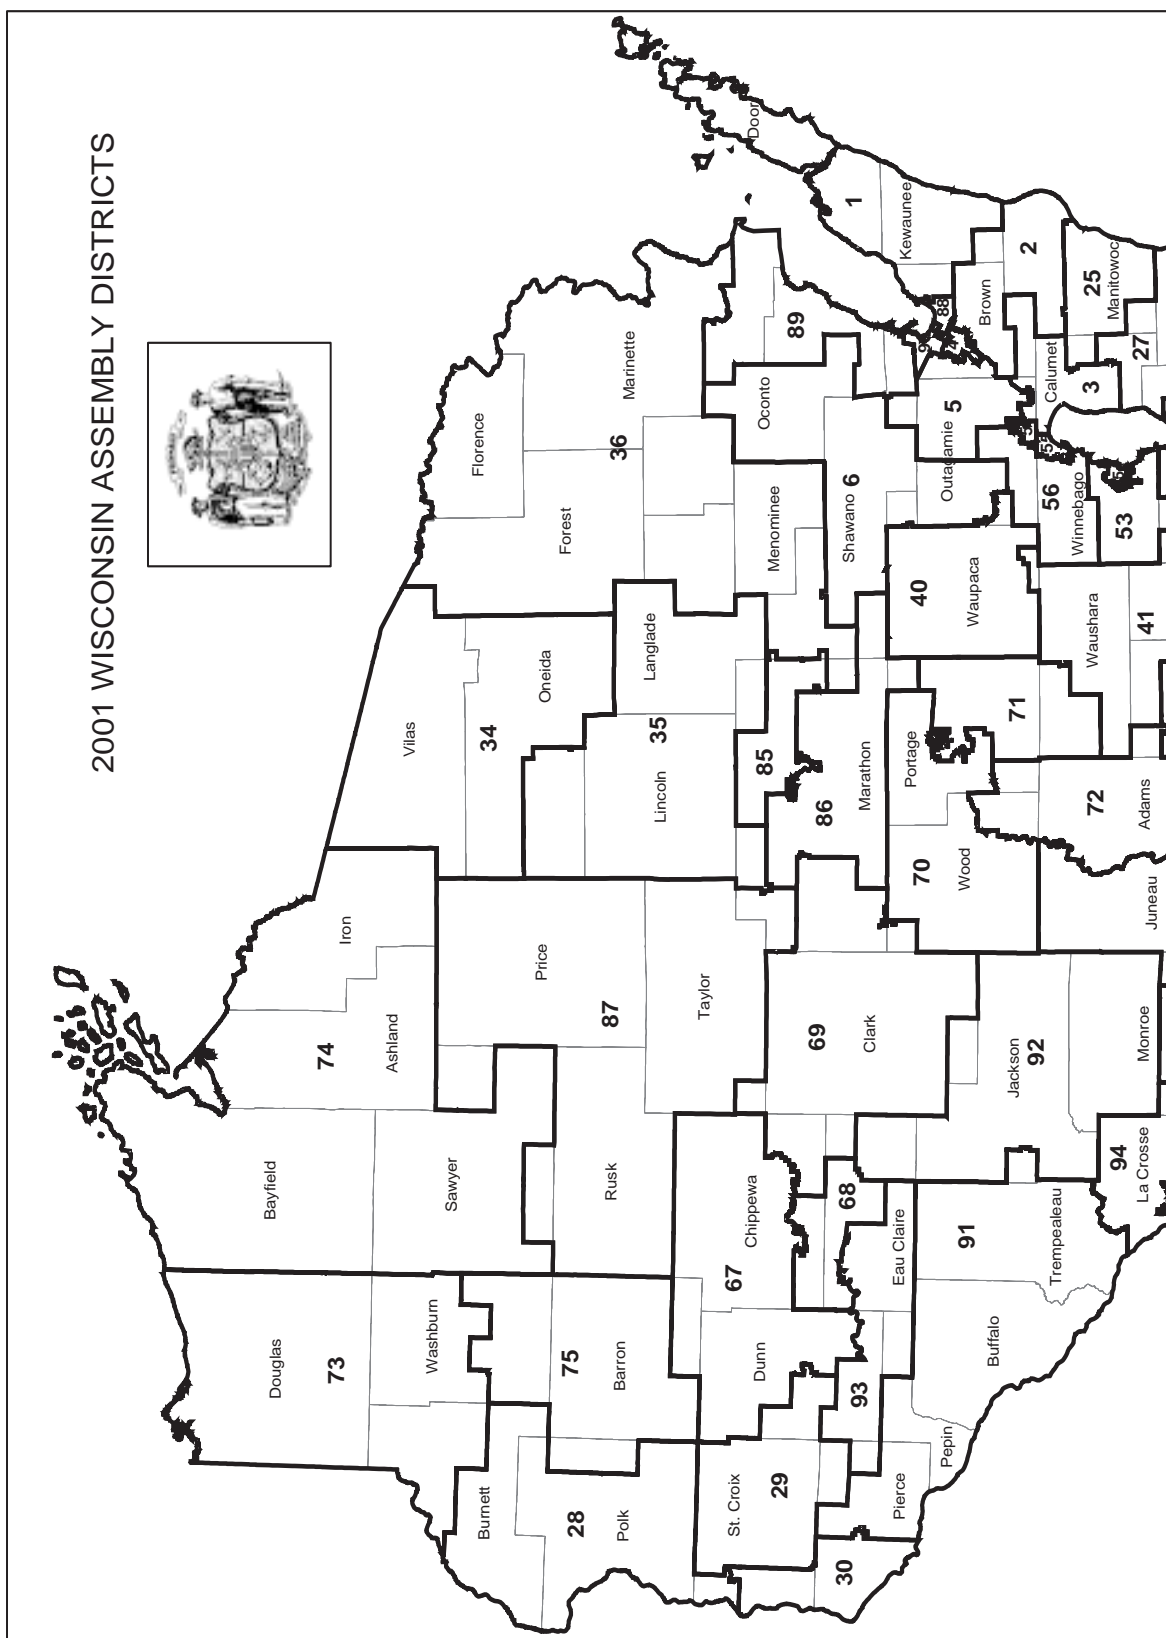 2001 WISCONSIN ASSEMBLY DISTRICTS
Door
1
Kewaunee
2
25
Manitowoc
27
88
Brown
4
89
Calumet
3
Marinette
Florence
36
Forest
Oconto
Menominee
Shawano
6
5
Outagamie
56
Winnebago
53
40
Waupaca
Waushara
41
Vilas
34
Oneida
Langlade
35
Lincoln
85
86
Marathon
Portage
71
72
Adams
70
Wood
Juneau
Iron
74
Ashland
Price
87
Taylor
69
Clark
Jackson
92
Monroe
Bayfield
Sawyer
Rusk
Chippewa
67
68
Eau Claire
91
Trempealeau
94
La Crosse
Douglas
73
Washburn
75
Barron
Dunn
93
Buffalo
Pepin
Burnett
28
Polk
St. Croix
29
Pierce
30